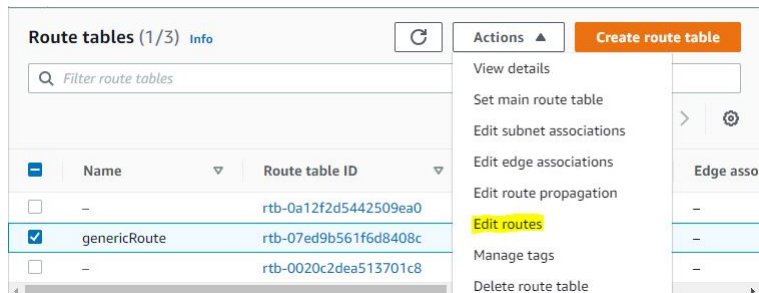 Route tables (1/3) Info Actions Create route table
Filter route tables
View details
Set main route table
Edit subnet associations
Edit edge associations
Edit route propagation
Edit routes
Manage tags
Delete route table
Name Route table ID Edge asso
– rtb-0a12f2d5442509ea0 –
genericRoute rtb-07ed9b561f6d8408c –
– rtb-0020c2dea513701c8 –